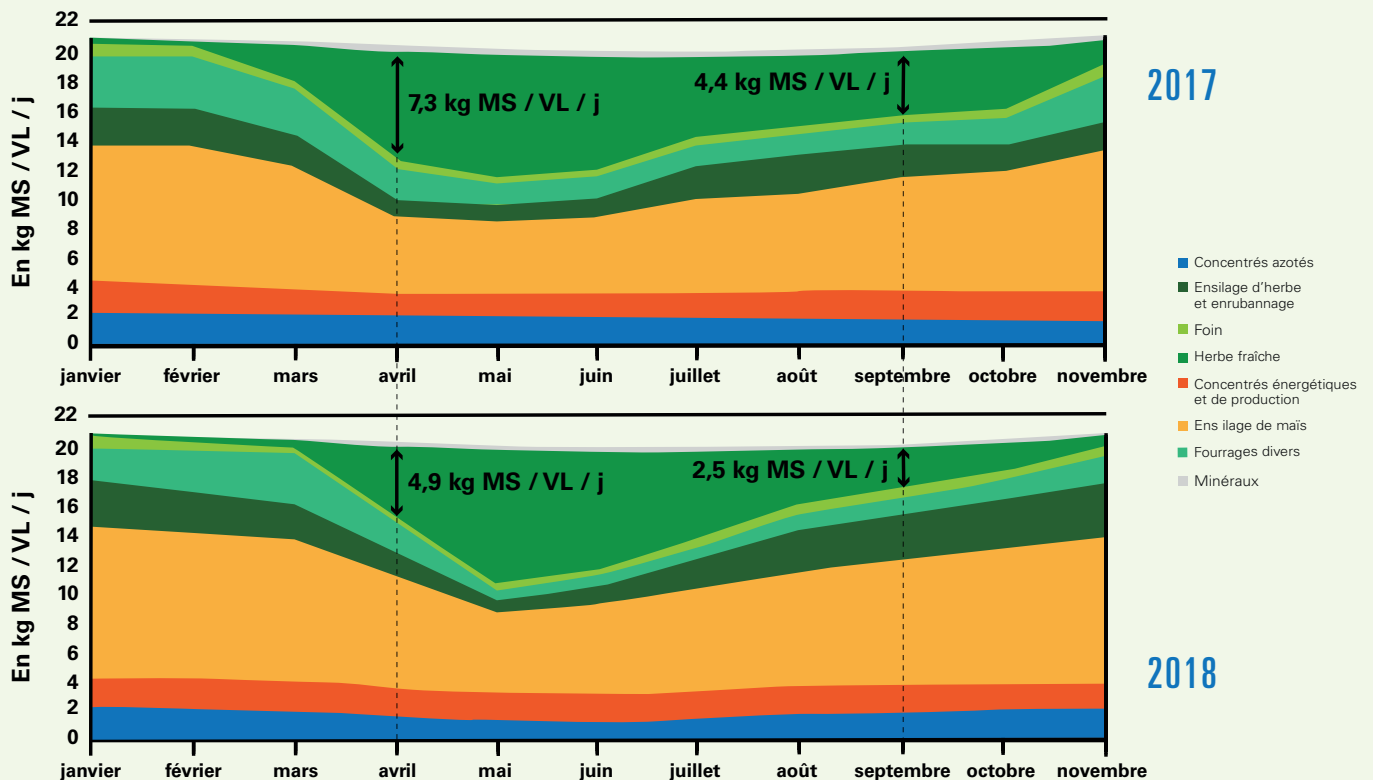 22
20
18
16
14
12
10
8
6
4
2
0
En kg MS / VL / j
7,3 kg MS / VL / j
4,4 kg MS / VL / j
2017
janvier février mars avril mai juin juillet août septembre octobre novembre
Concentrés azotés
Ensilage d'herbe
et enrubannage
Foin
Herbe fraîche
Concentrés énergétiques
et de production
Ens ilage de maïs
Fourrages divers
Minéraux
22
20
18
16
14
12
10
8
6
4
2
0
En kg MS / VL / j
4,9 kg MS / VL / j
2,5 kg MS / VL / j
2018
janvier février mars avril mai juin juillet août septembre octobre novembre